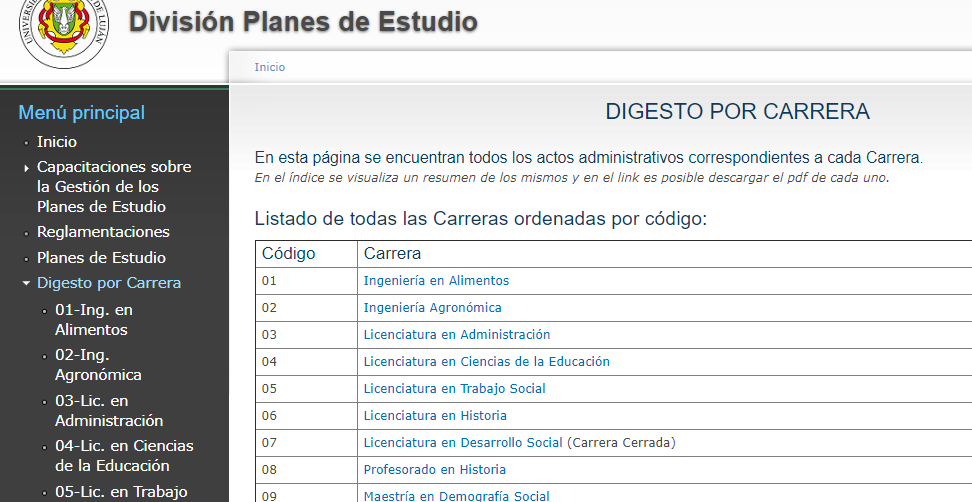 UNIVERSI DE LUJAN
División Planes de Estudio
Inicio
Menú principal
Inicio
Capacitaciones sobre
la Gestión de los
Planes de Estudio
Reglamentaciones
Planes de Estudio
Digesto por Carrera
01-Ing. en
Alimentos
02-Ing.
Agronómica
03-Lic. en
Administración
04-Lic. en Ciencias
de la Educación
05-Lic. en Trabajo
DIGESTO POR CARRERA
En esta página se encuentran todos los actos administrativos correspondientes a cada Carrera.
En el índice se visualiza un resumen de los mismos y en el link es posible descargar el pdf de cada uno.
Listado de todas las Carreras ordenadas por código:
Código Carrera
01 Ingeniería en Alimentos
02 Ingeniería Agronómica
03 Licenciatura en Administración
04 Licenciatura en Ciencias de la Educación
05 Licenciatura en Trabajo Social
06 Licenciatura en Historia
07 Licenciatura en Desarrollo Social (Carrera Cerrada)
08 Profesorado en Historia
09 Maestría en Demografía Social